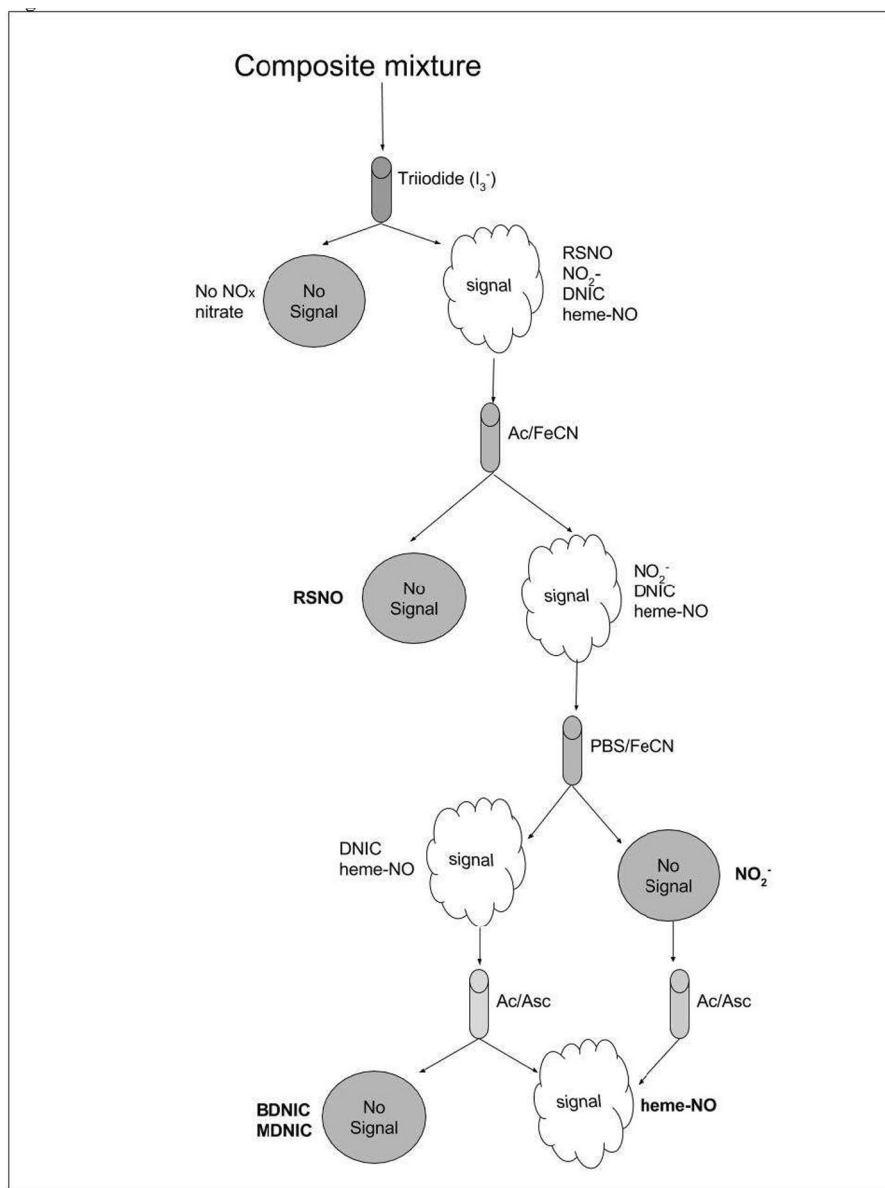 Composite mixture
Triiodide (I₃⁻)
No NOx
nitrate
No
Signal
signal
RSNO
NO₂-
DNIC
heme-NO
Ac/FeCN
RSNO
No
Signal
signal
NO₂⁻
DNIC
heme-NO
PBS/FeCN
DNIC
heme-NO
signal
No
Signal
NO₂⁻
Ac/Asc
Ac/Asc
BDNIC
MDNIC
No
Signal
signal
heme-NO